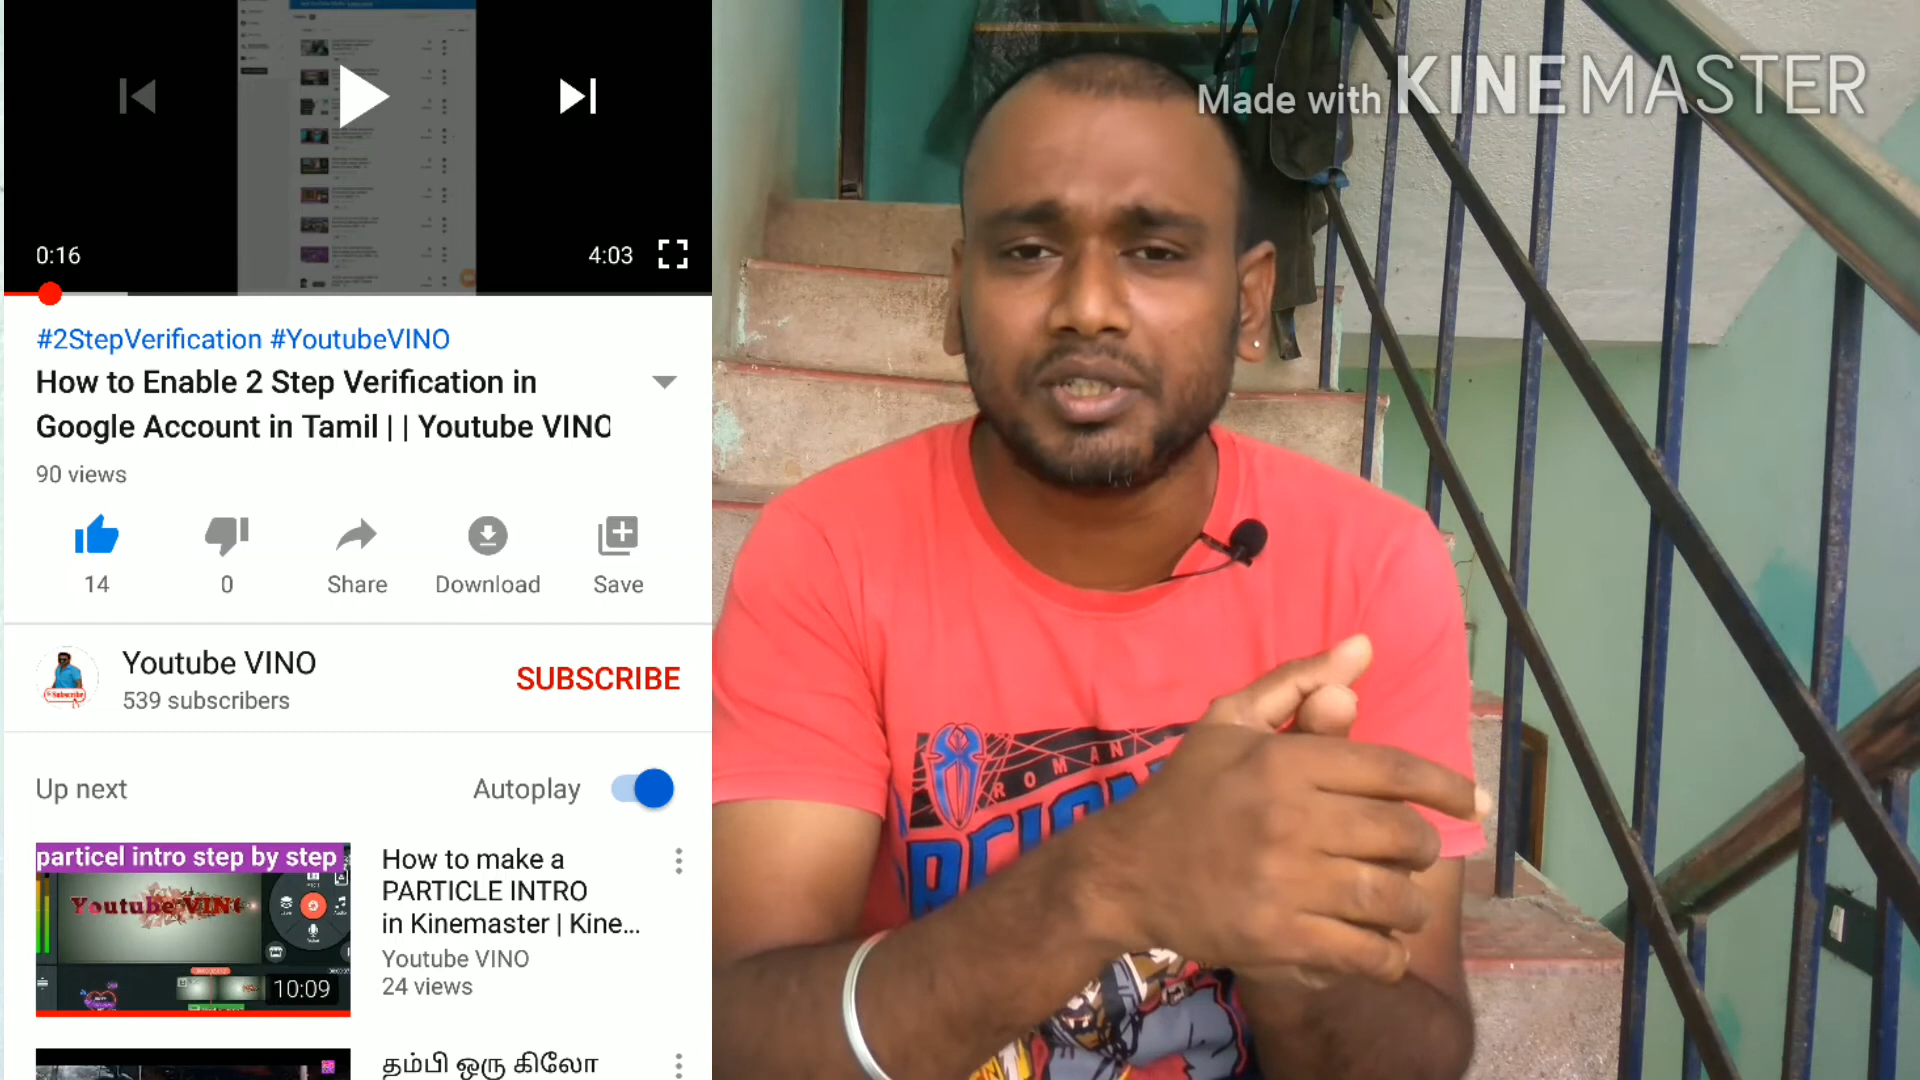 Made with KINEMASTER
0:16
4:03
#2StepVerification #YoutubeVINO
How to Enable 2 Step Verification in
Google Account in Tamil | | Youtube VINO
90 views
14
0
Share
Download
Save
Youtube VINO
539 subscribers
SUBSCRIBE
Up next
Autoplay
particel intro step by step
Youtube VIN
10:09
How to make a
PARTICLE INTRO
in Kinemaster | Kine...
Youtube VINO
24 views
தம்பி ஒரு கிலோ
ROMAN